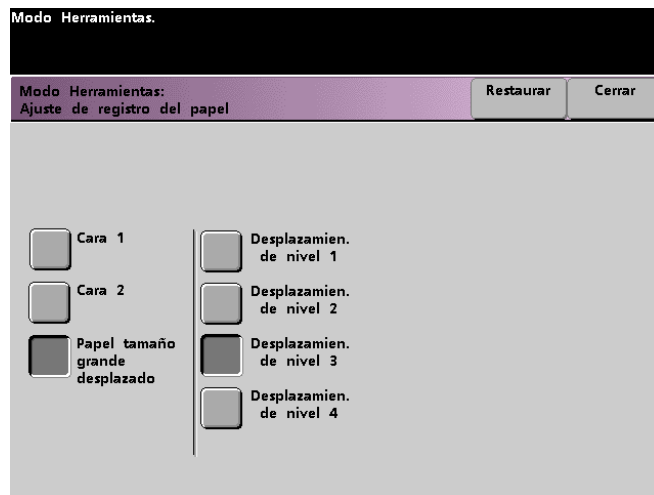 Modo Herramientas.
Modo Herramientas:
Ajuste de registro del papel
Restaurar
Cerrar
Cara 1
Cara 2
Papel tamaño
grande
desplazado
Desplazamien.
de nivel 1
Desplazamien.
de nivel 2
Desplazamien.
de nivel 3
Desplazamien.
de nivel 4